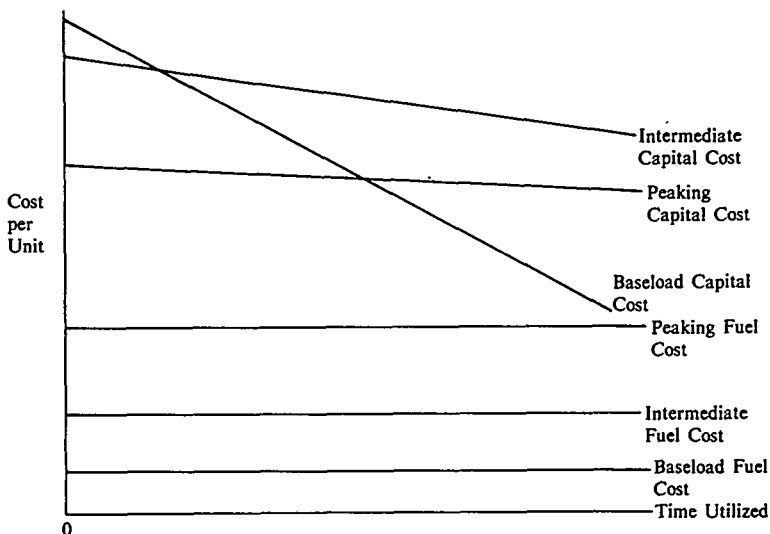 Cost
per
Unit
Intermediate
Capital Cost
Peaking
Capital Cost
Baseload Capital
Cost
Peaking Fuel
Cost
Intermediate
Fuel Cost
Baseload Fuel
Cost
Time Utilized
0